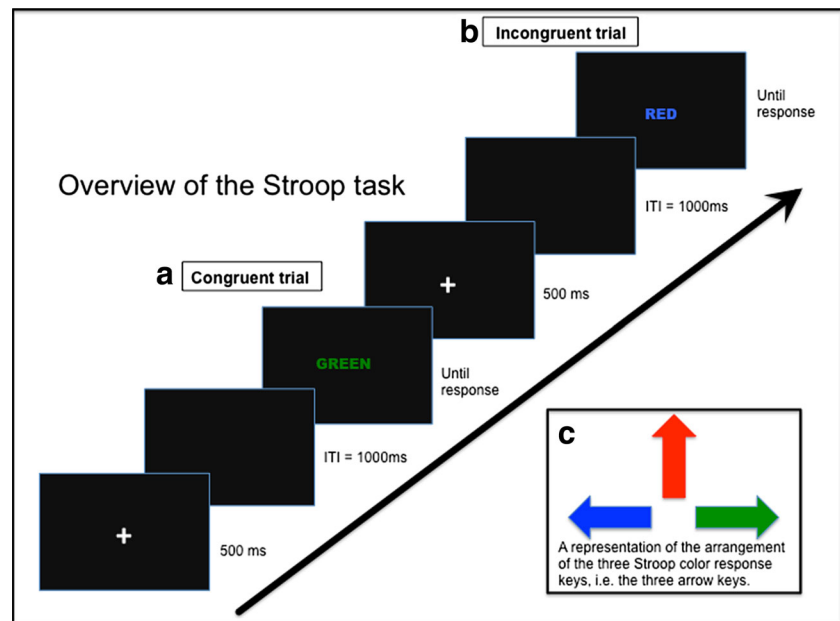 b Incongruent trial
RED
Until
response
Overview of the Stroop task
ITI = 1000ms
a Congruent trial
+
500 ms
GREEN
Until
response
ITI = 1000ms
+
500 ms
c
A representation of the arrangement
of the three Stroop color response
keys, i.e. the three arrow keys.